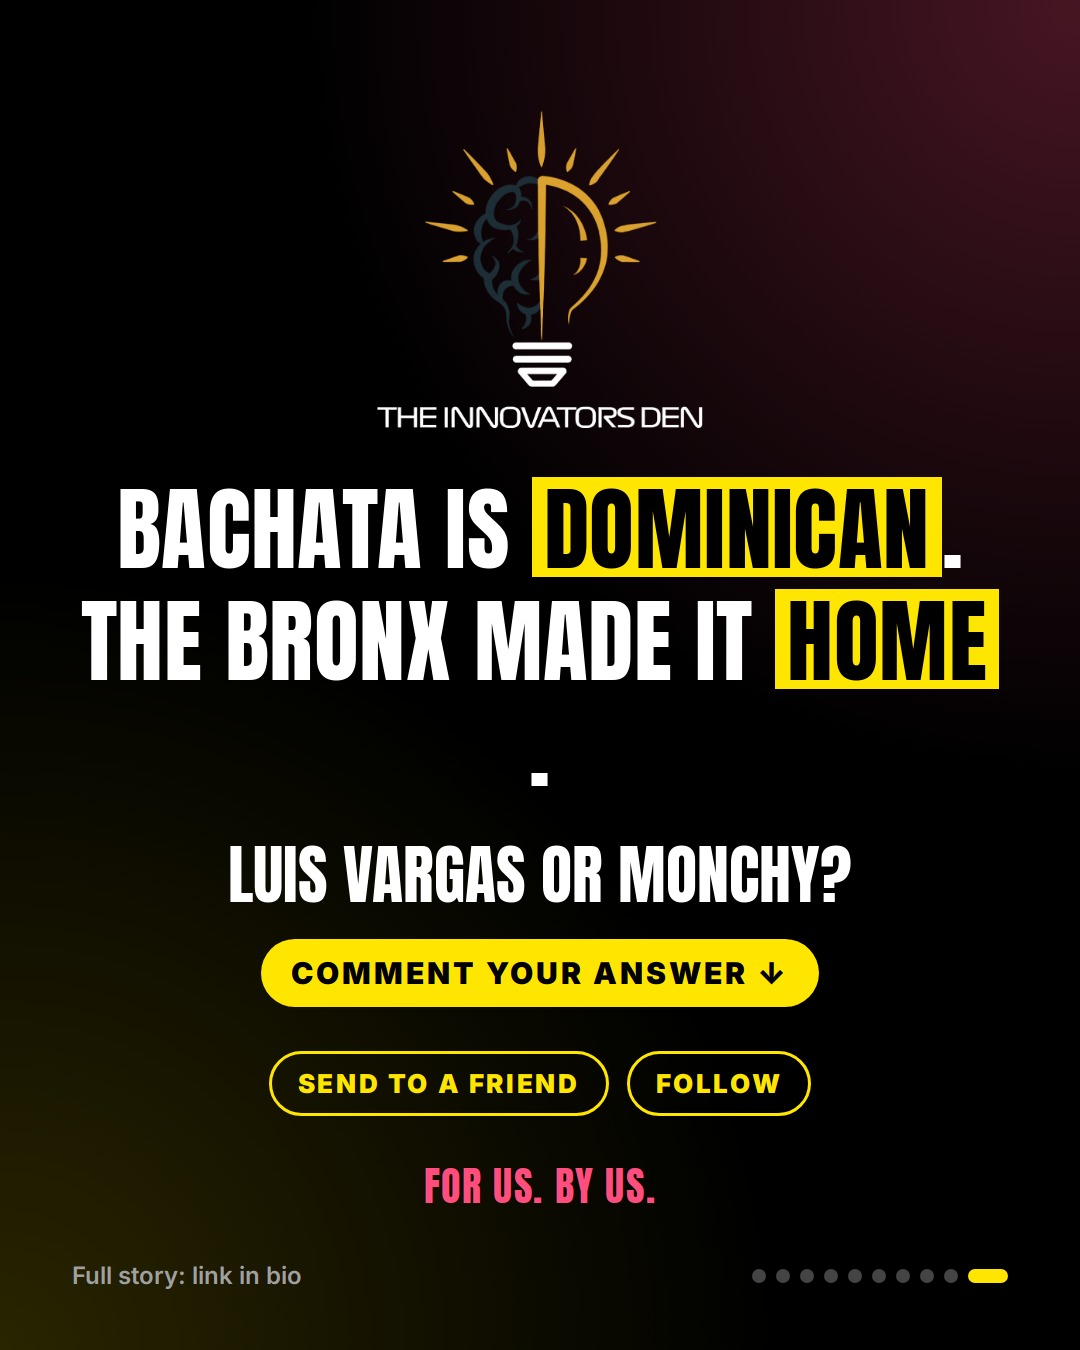 THE INNOVATORS DEN
BACHATA IS DOMINICAN.
THE BRONX MADE IT HOME
.
LUIS VARGAS OR MONCHY?
COMMENT YOUR ANSWER ↓
SEND TO A FRIEND
FOLLOW
FOR US. BY US.
Full story: link in bio